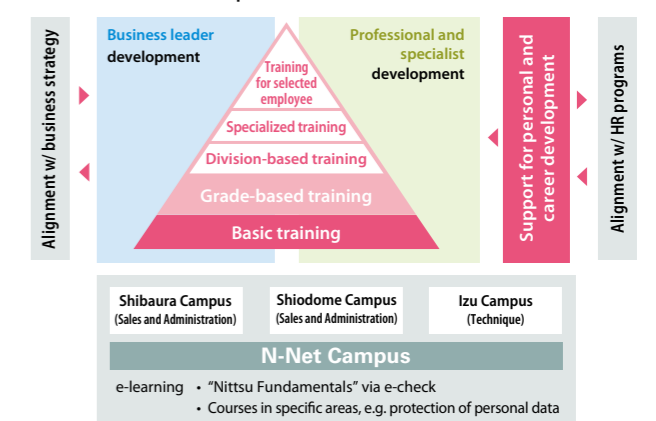 Alignment w/ business strategy
Business leader
development
Professional and
specialist
development
Training
for selected
employee
Specialized training
Division-based training
Grade-based training
Basic training
Support for personal and
career development
Alignment w/ HR programs
Shibaura Campus
(Sales and Administration)
Shiodome Campus
(Sales and Administration)
Izu Campus
(Technique)
N-Net Campus
e-learning • “Nittsu Fundamentals” via e-check
• Courses in specific areas, e.g. protection of personal data